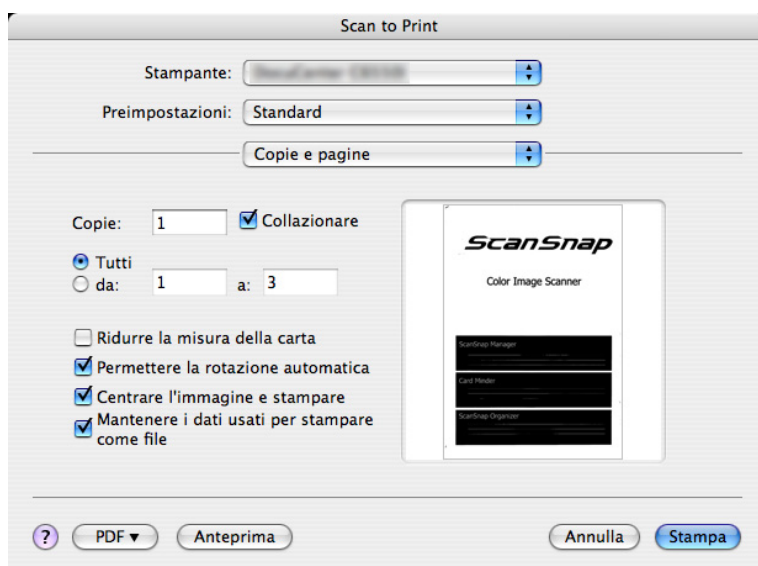 Scan to Print
Stampante:
Preimpostazioni: Standard
Copie e pagine
Copie: 1 Collazionare
Tutti
da: 1 a: 3
Ridurre la misura della carta
Permettere la rotazione automatica
Centrare l'immagine e stampare
Mantenere i dati usati per stampare
come file
ScanSnap
Color Image Scanner
ScanSnap Manager
Card Minder
ScanSnap Organizer
? PDF▼ Anteprima Annulla Stampa